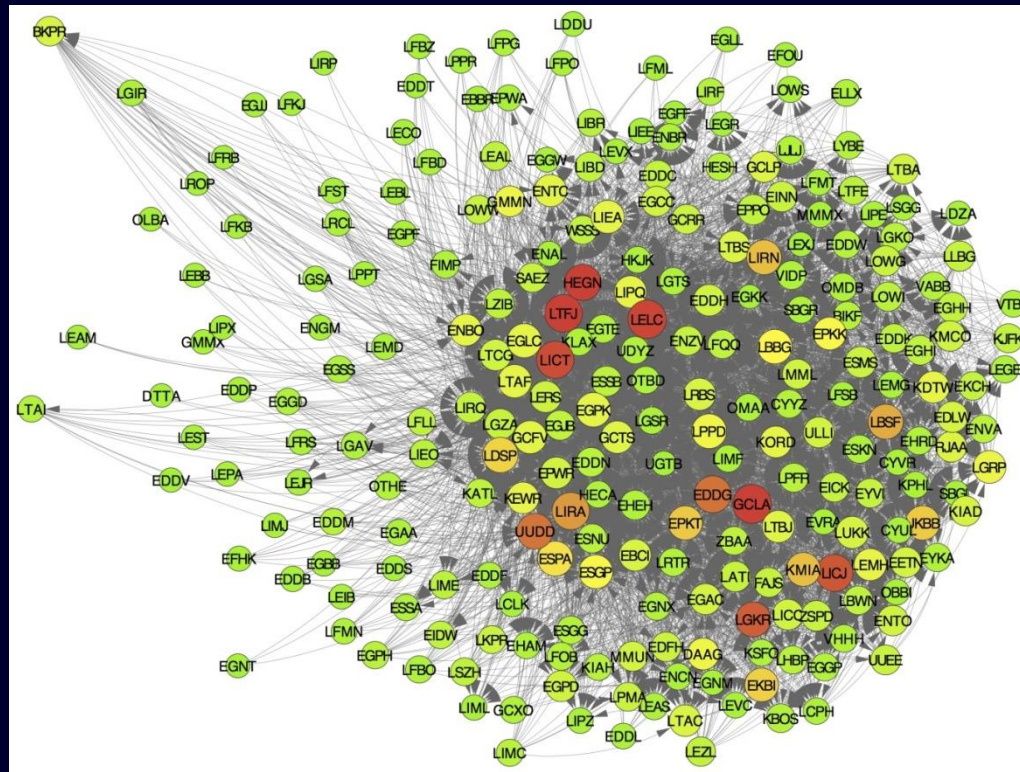 BKPR
LFBZ
LFPG
LDDU
EGLL
EFOU
LIRP
LPPR
LFPO
LFML
LOWS
ELLX
LGIR
EGJJ
LFKJ
EDDT
EPWA
LIRF
LECO
LIBR
EGFF
ENBR
LEGR
LJLJ
LYBE
LFRB
LEAL
EGGW
LIBD
LEVX
LIEE
EDDC
HESH
GCLP
LTBA
LROP
LFST
LEBL
LFBD
GMMN
ENTC
EGCC
EINN
LFMT
LTFE
LIPE
LSGG
LDZA
OLBA
LFKB
LRCL
EGPF
LOWW
WSSS
LIEA
GCRR
EPPO
MMMX
LGKO
LEBB
LGSA
LPPT
FIMP
ENAL
HKJK
LTBS
LIRN
LEXJ
EDDW
LOWG
LLBG
SAEZ
HEGN
LIPQ
LGTS
EDDH
EGKK
VIDP
OMDB
LOWI
VABB
EGHH
VTB
LEAM
LIPX
GMMX
ENGM
LEMD
LZIB
ENBO
LTFJ
LELC
SBGR
BIKF
EPKK
KMCO
KJFK
EGLC
KLAX
EGTE
UDYZ
ENZV
LFQQ
LBBG
EDDK
EGHI
LEGE
LTCG
LICT
ESSB
OTBD
LMML
ESMS
LEMG
KDTW
EKCH
LTAI
DTTA
EDDP
EGGD
EGSS
LTAF
LERS
LRBS
CYYZ
LFSB
LBSF
EDLW
ENVA
LIRQ
LGZA
EGPK
LGSR
OMAA
LEST
LFRS
LGAV
LFLL
GCFV
EGJB
GCTS
LPPD
KORD
ULLI
EHRD
RJAA
LIEO
LDSP
LIMF
ESKN
CYVR
LGRP
EDDV
LEPA
LEJR
OTHE
KATL
EPWR
EDDN
UGTB
LPFR
KPHL
KEWR
HECA
EHEH
EDDG
GCLA
EICK
EYVI
SBGL
KIAD
LIMJ
EDDM
EGAA
UUDD
LIRA
EPKT
LTBJ
EVRA
LUKK
CYUL
UKBB
EFHK
EGBB
EDDB
EDDS
ESNU
EBCI
ZBAA
EETN
EYKA
ESPA
ESGP
LRTR
LATI
FAJS
KMIA
LICJ
LEMH
LEIB
ESSA
LIME
EDDF
LCLK
EGNX
EGAC
LBWN
OBBI
LFMN
EIDW
LKPR
EHAM
ESGG
LFOB
LGKR
LICC
ZSPD
VHHH
ENTO
EGNT
EGPH
LFBO
LSZH
KIAH
MMUN
EDFH
DAAG
KSFO
LHBP
EGGP
UUEE
EGPD
ENCN
EGNM
EKBI
LIML
GCXO
LIPZ
LPMA
LEAS
LEVC
KBOS
LCPH
LTAC
LIMC
EDDL
LEZL